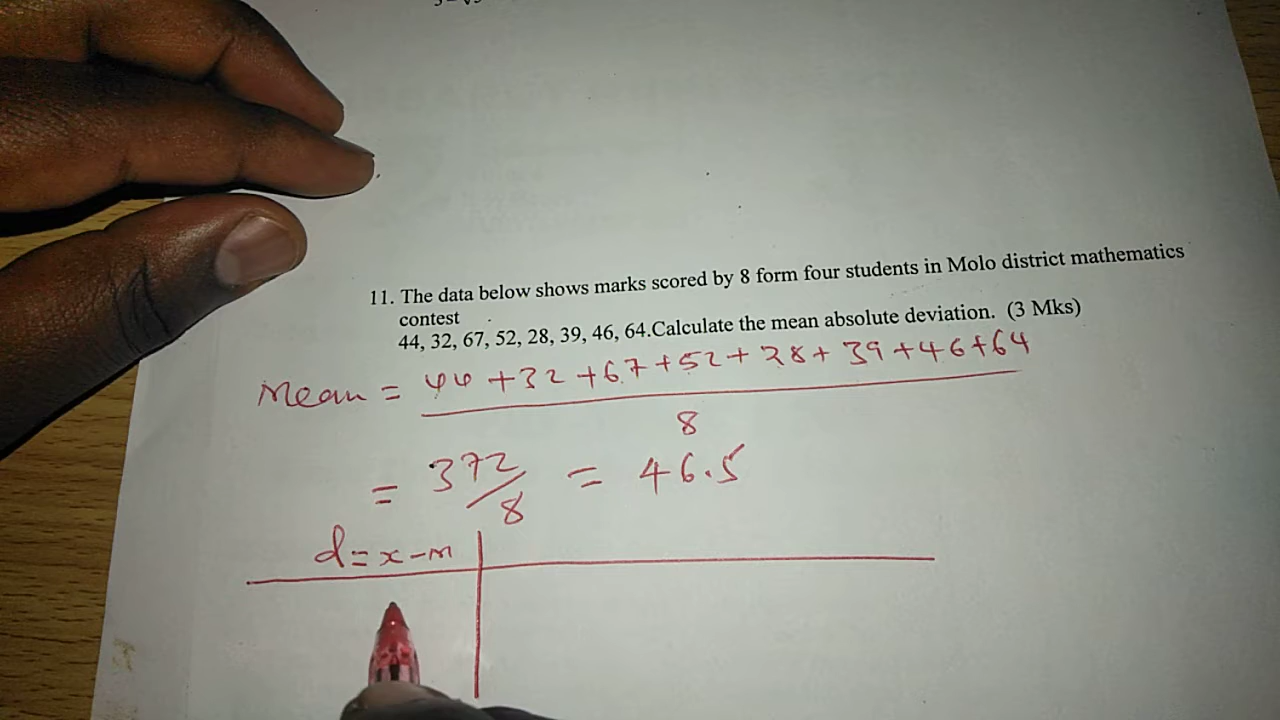 11. The data below shows marks scored by 8 form four students in Molo district mathematics
contest
44, 32, 67, 52, 28, 39, 46, 64.Calculate the mean absolute deviation. (3 Mks)
Mean = 44 +32 +67+52+28+39+46+64
8
= 372/8 = 46.5
d=x-m